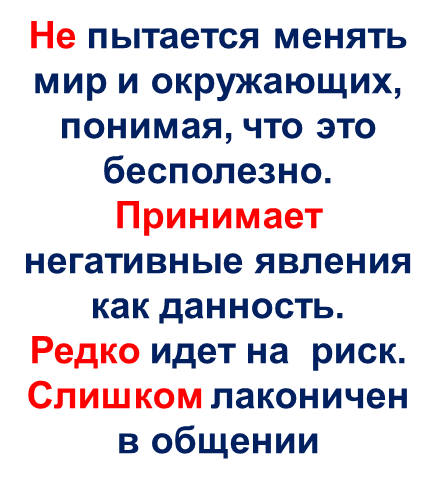 Не пытается менять
мир и окружающих,
понимая, что это
бесполезно.
Принимает
негативные явления
как данность.
Редко идет на  риск.
Слишком лаконичен
в общении